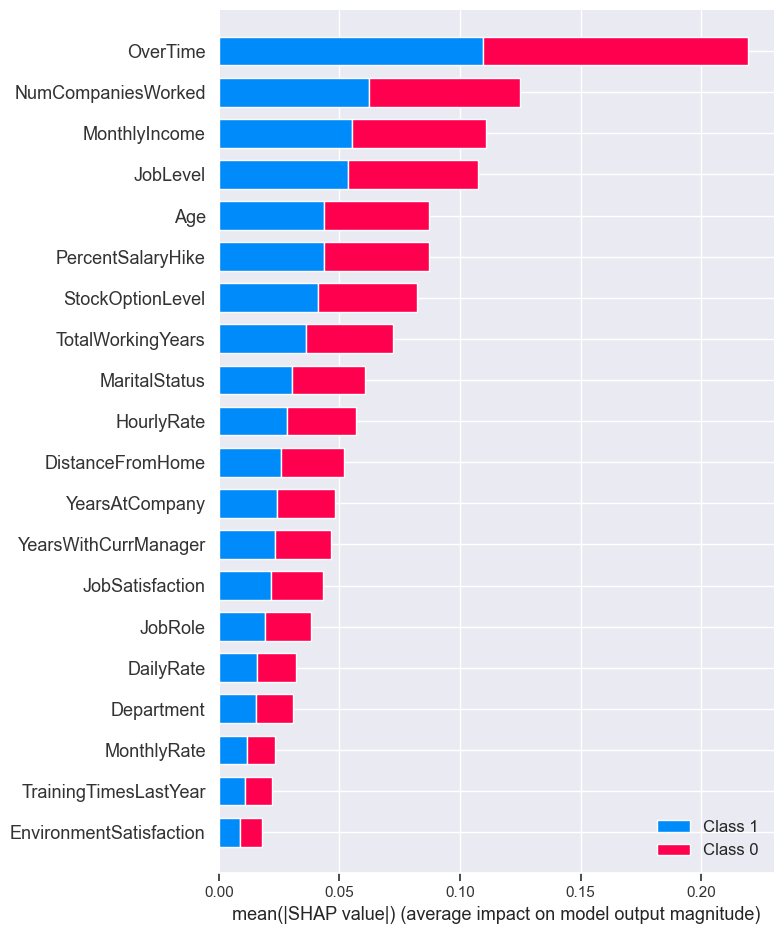 OverTime
NumCompaniesWorked
MonthlyIncome
JobLevel
Age
PercentSalaryHike
StockOptionLevel
TotalWorkingYears
MaritalStatus
HourlyRate
DistanceFromHome
YearsAtCompany
YearsWithCurrManager
JobSatisfaction
JobRole
DailyRate
Department
MonthlyRate
TrainingTimesLastYear
EnvironmentSatisfaction
Class 1
Class 0
0.00 0.05 0.10 0.15 0.20
mean(|SHAP value|) (average impact on model output magnitude)